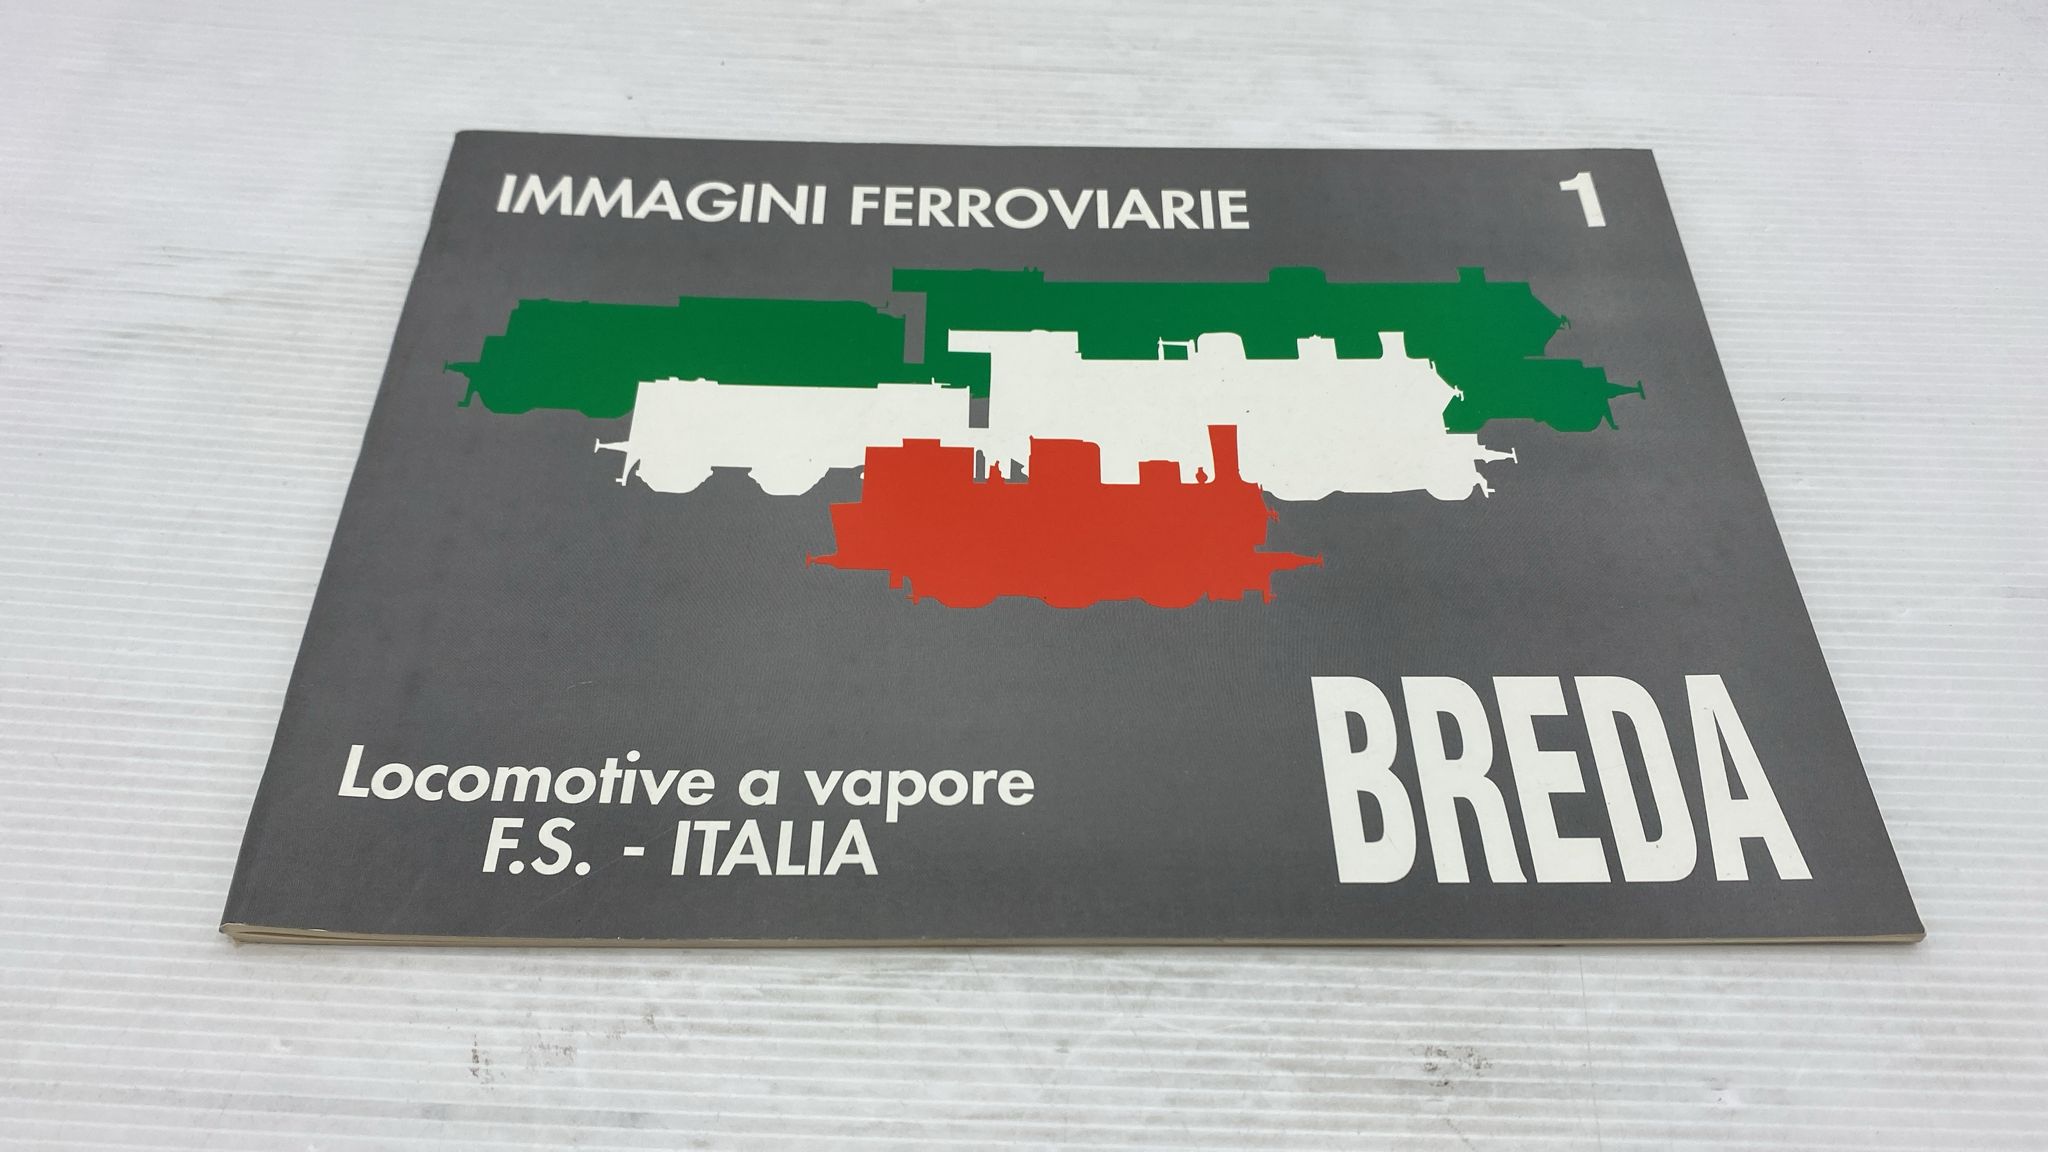 IMMAGINI FERROVIARIE 1
Locomotive a vapore
F.S. - ITALIA
BREDA